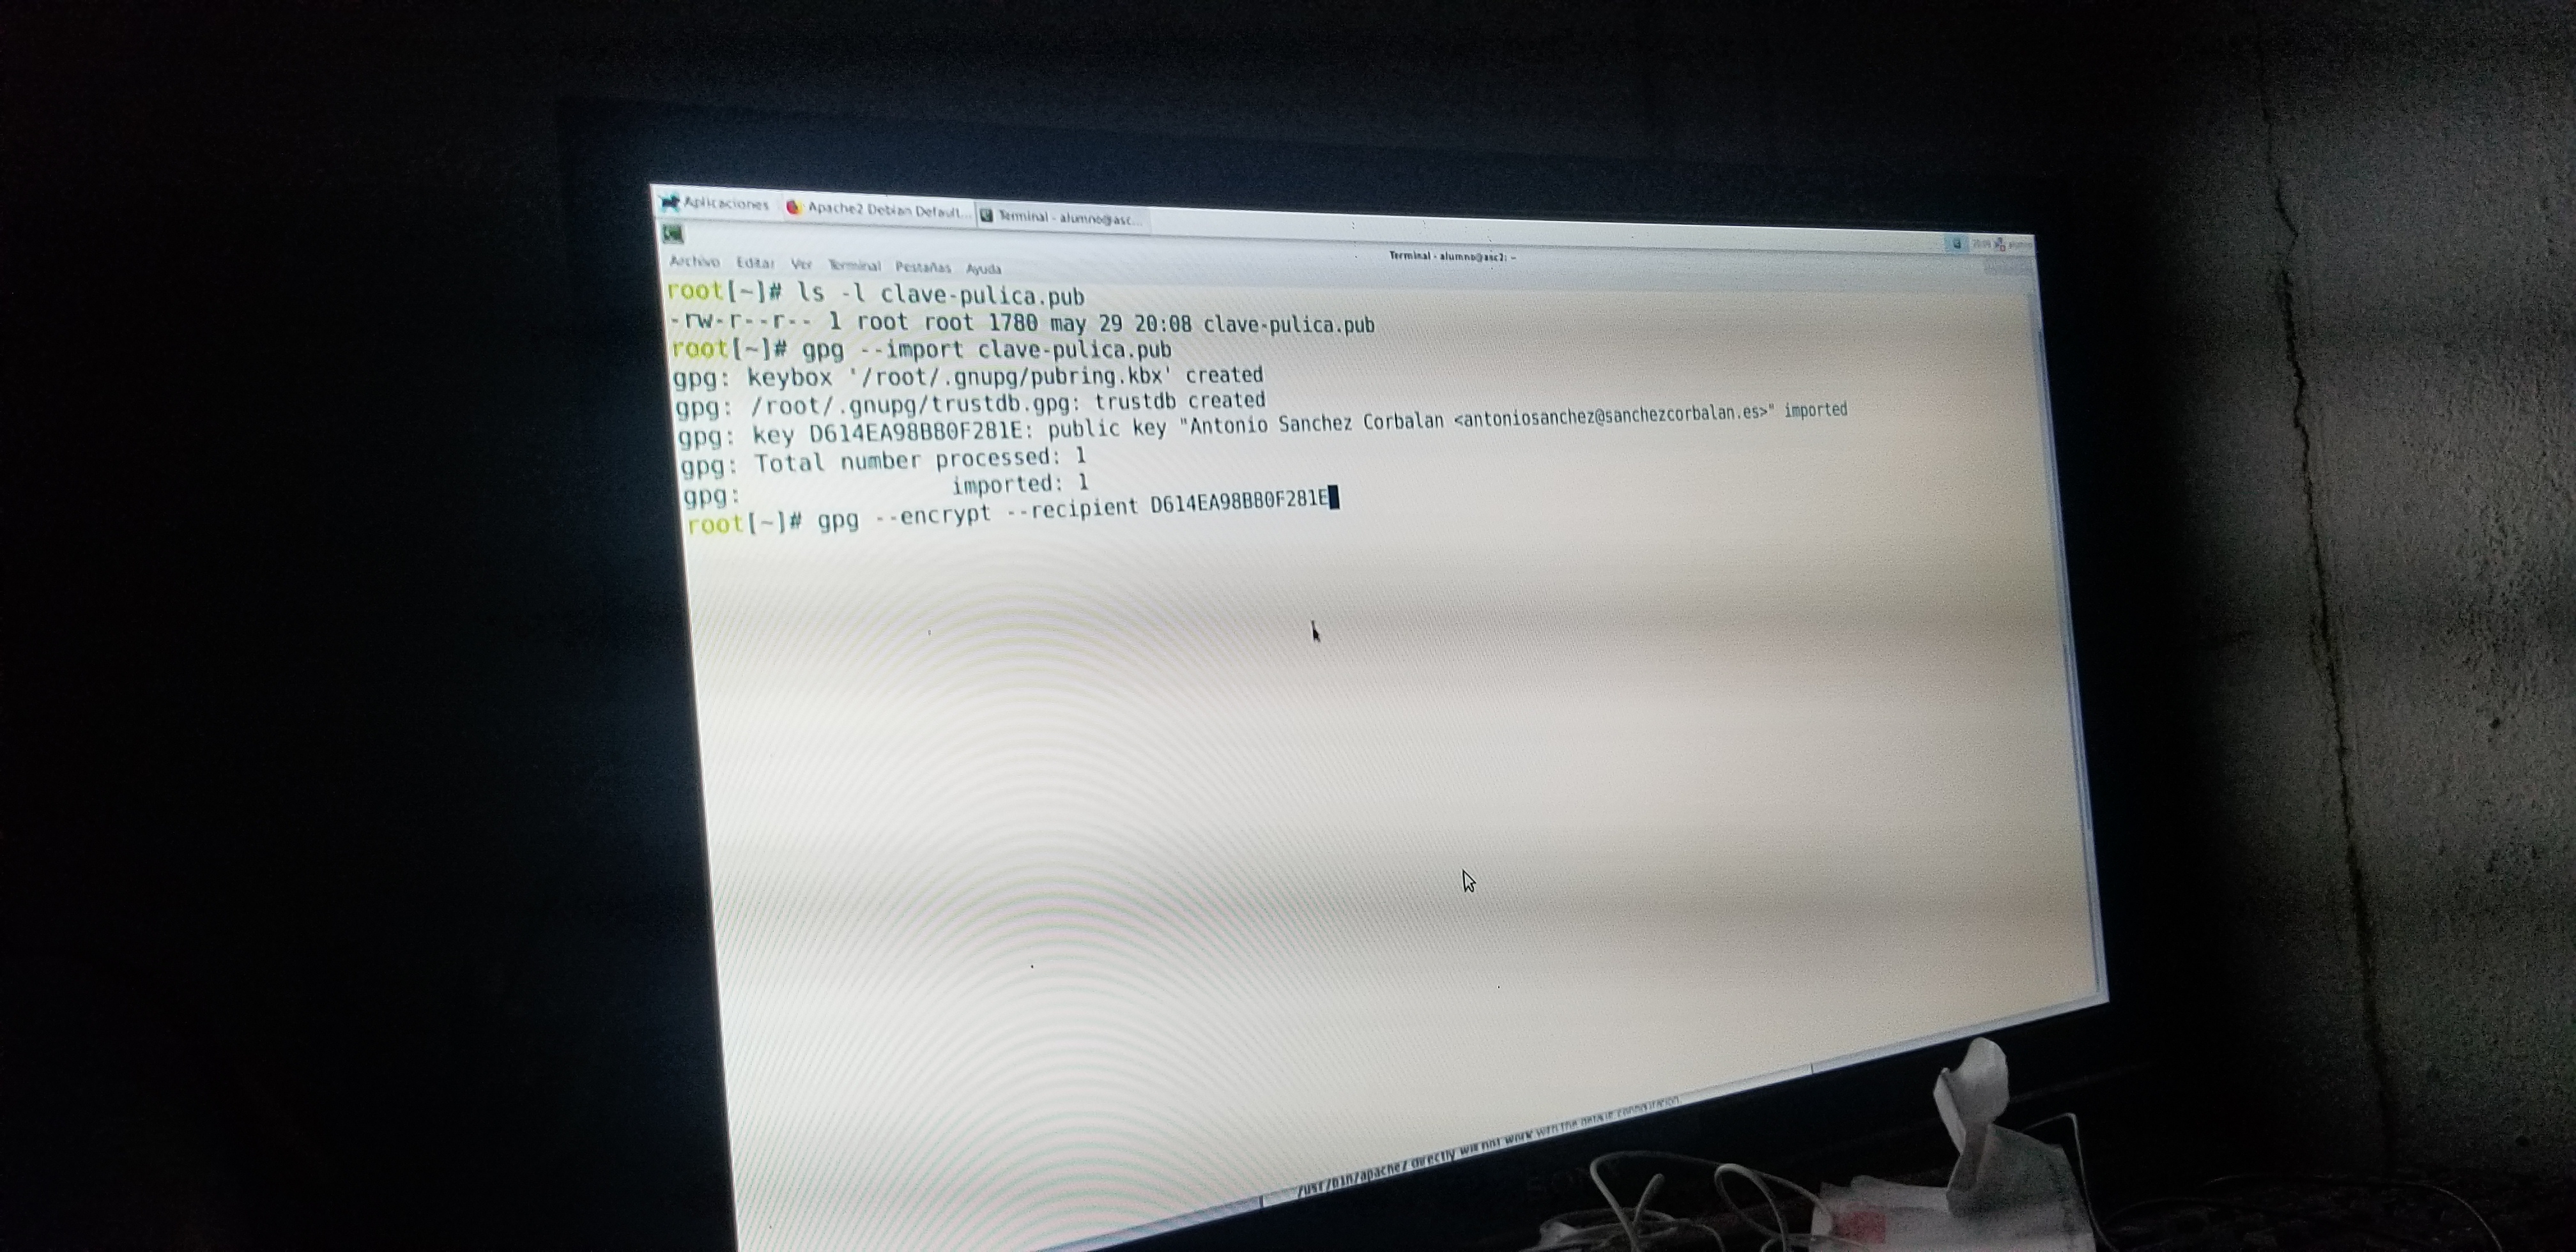 Aplicaciones Apache2 Debian Default... Terminal - alumno@asc...
Terminal - alumno@asc2: ~
Archivo Editar Ver Terminal Pestañas Ayuda
root[~]# ls -l clave-pulica.pub
-rw-r--r-- 1 root root 1780 may 29 20:08 clave-pulica.pub
root[~]# gpg --import clave-pulica.pub
gpg: keybox '/root/.gnupg/pubring.kbx' created
gpg: /root/.gnupg/trustdb.gpg: trustdb created
gpg: key D614EA98B80F281E: public key "Antonio Sanchez Corbalan <antoniosanchez@sanchezcorbalan.es>" imported
gpg: Total number processed: 1
gpg: imported: 1
root[~]# gpg --encrypt --recipient D614EA98B80F281E
/usr/bin/apache2 directly will not work with the default configuration.